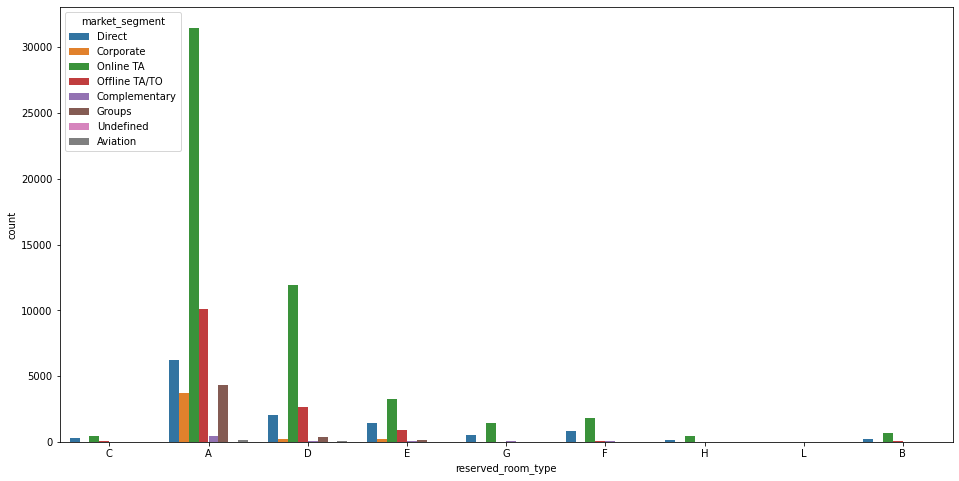 market_segment
Direct
Corporate
Online TA
Offline TA/TO
Complementary
Groups
Undefined
Aviation
30000
25000
20000
15000
10000
5000
0
count
C A D E G F H L B
reserved_room_type